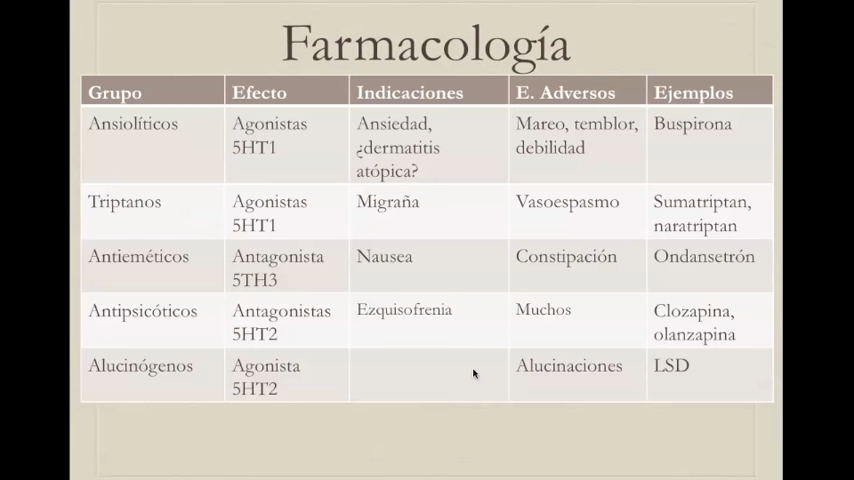 Farmacología
Grupo Efecto Indicaciones E. Adversos Ejemplos
Ansiolíticos Agonistas Ansiedad, Mareo, temblor, Buspirona
5HT1 ¿dermatitis debilidad
atópica?
Triptanos Agonistas Migraña Vasoespasmo Sumatriptan,
5HT1 naratriptan
Antieméticos Antagonista Nausea Constipación Ondansetrón
5TH3
Antipsicóticos Antagonistas Ezquisofrenia Muchos Clozapina,
5HT2 olanzapina
Alucinógenos Agonista Alucinaciones LSD
5HT2